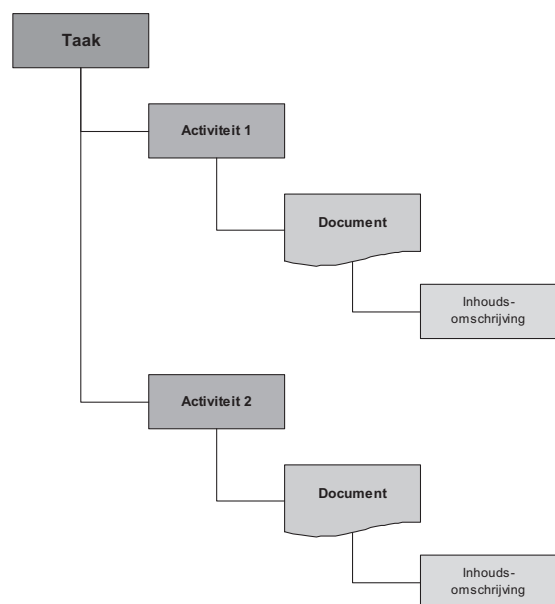 Taak
Activiteit 1
Document
Inhouds-
omschrijving
Activiteit 2
Document
Inhouds-
omschrijving